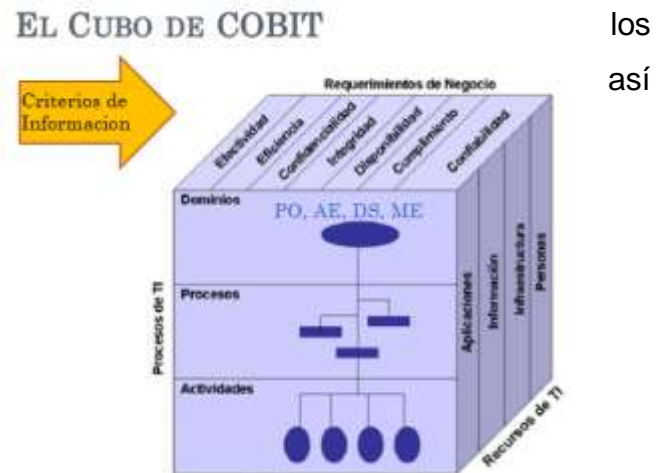 EL CUBO DE COBIT
los
así
Criterios de
Informacion
Requerimientos de Negocio
Efectividad
Eficiencia
Confidencialidad
Integridad
Disponibilidad
Cumplimiento
Confiabilidad
Dominios
PO, AE, DS, ME
Procesos
Actividades
Procesos de TI
Aplicaciones
Información
Infraestructura
Personas
Recursos de TI